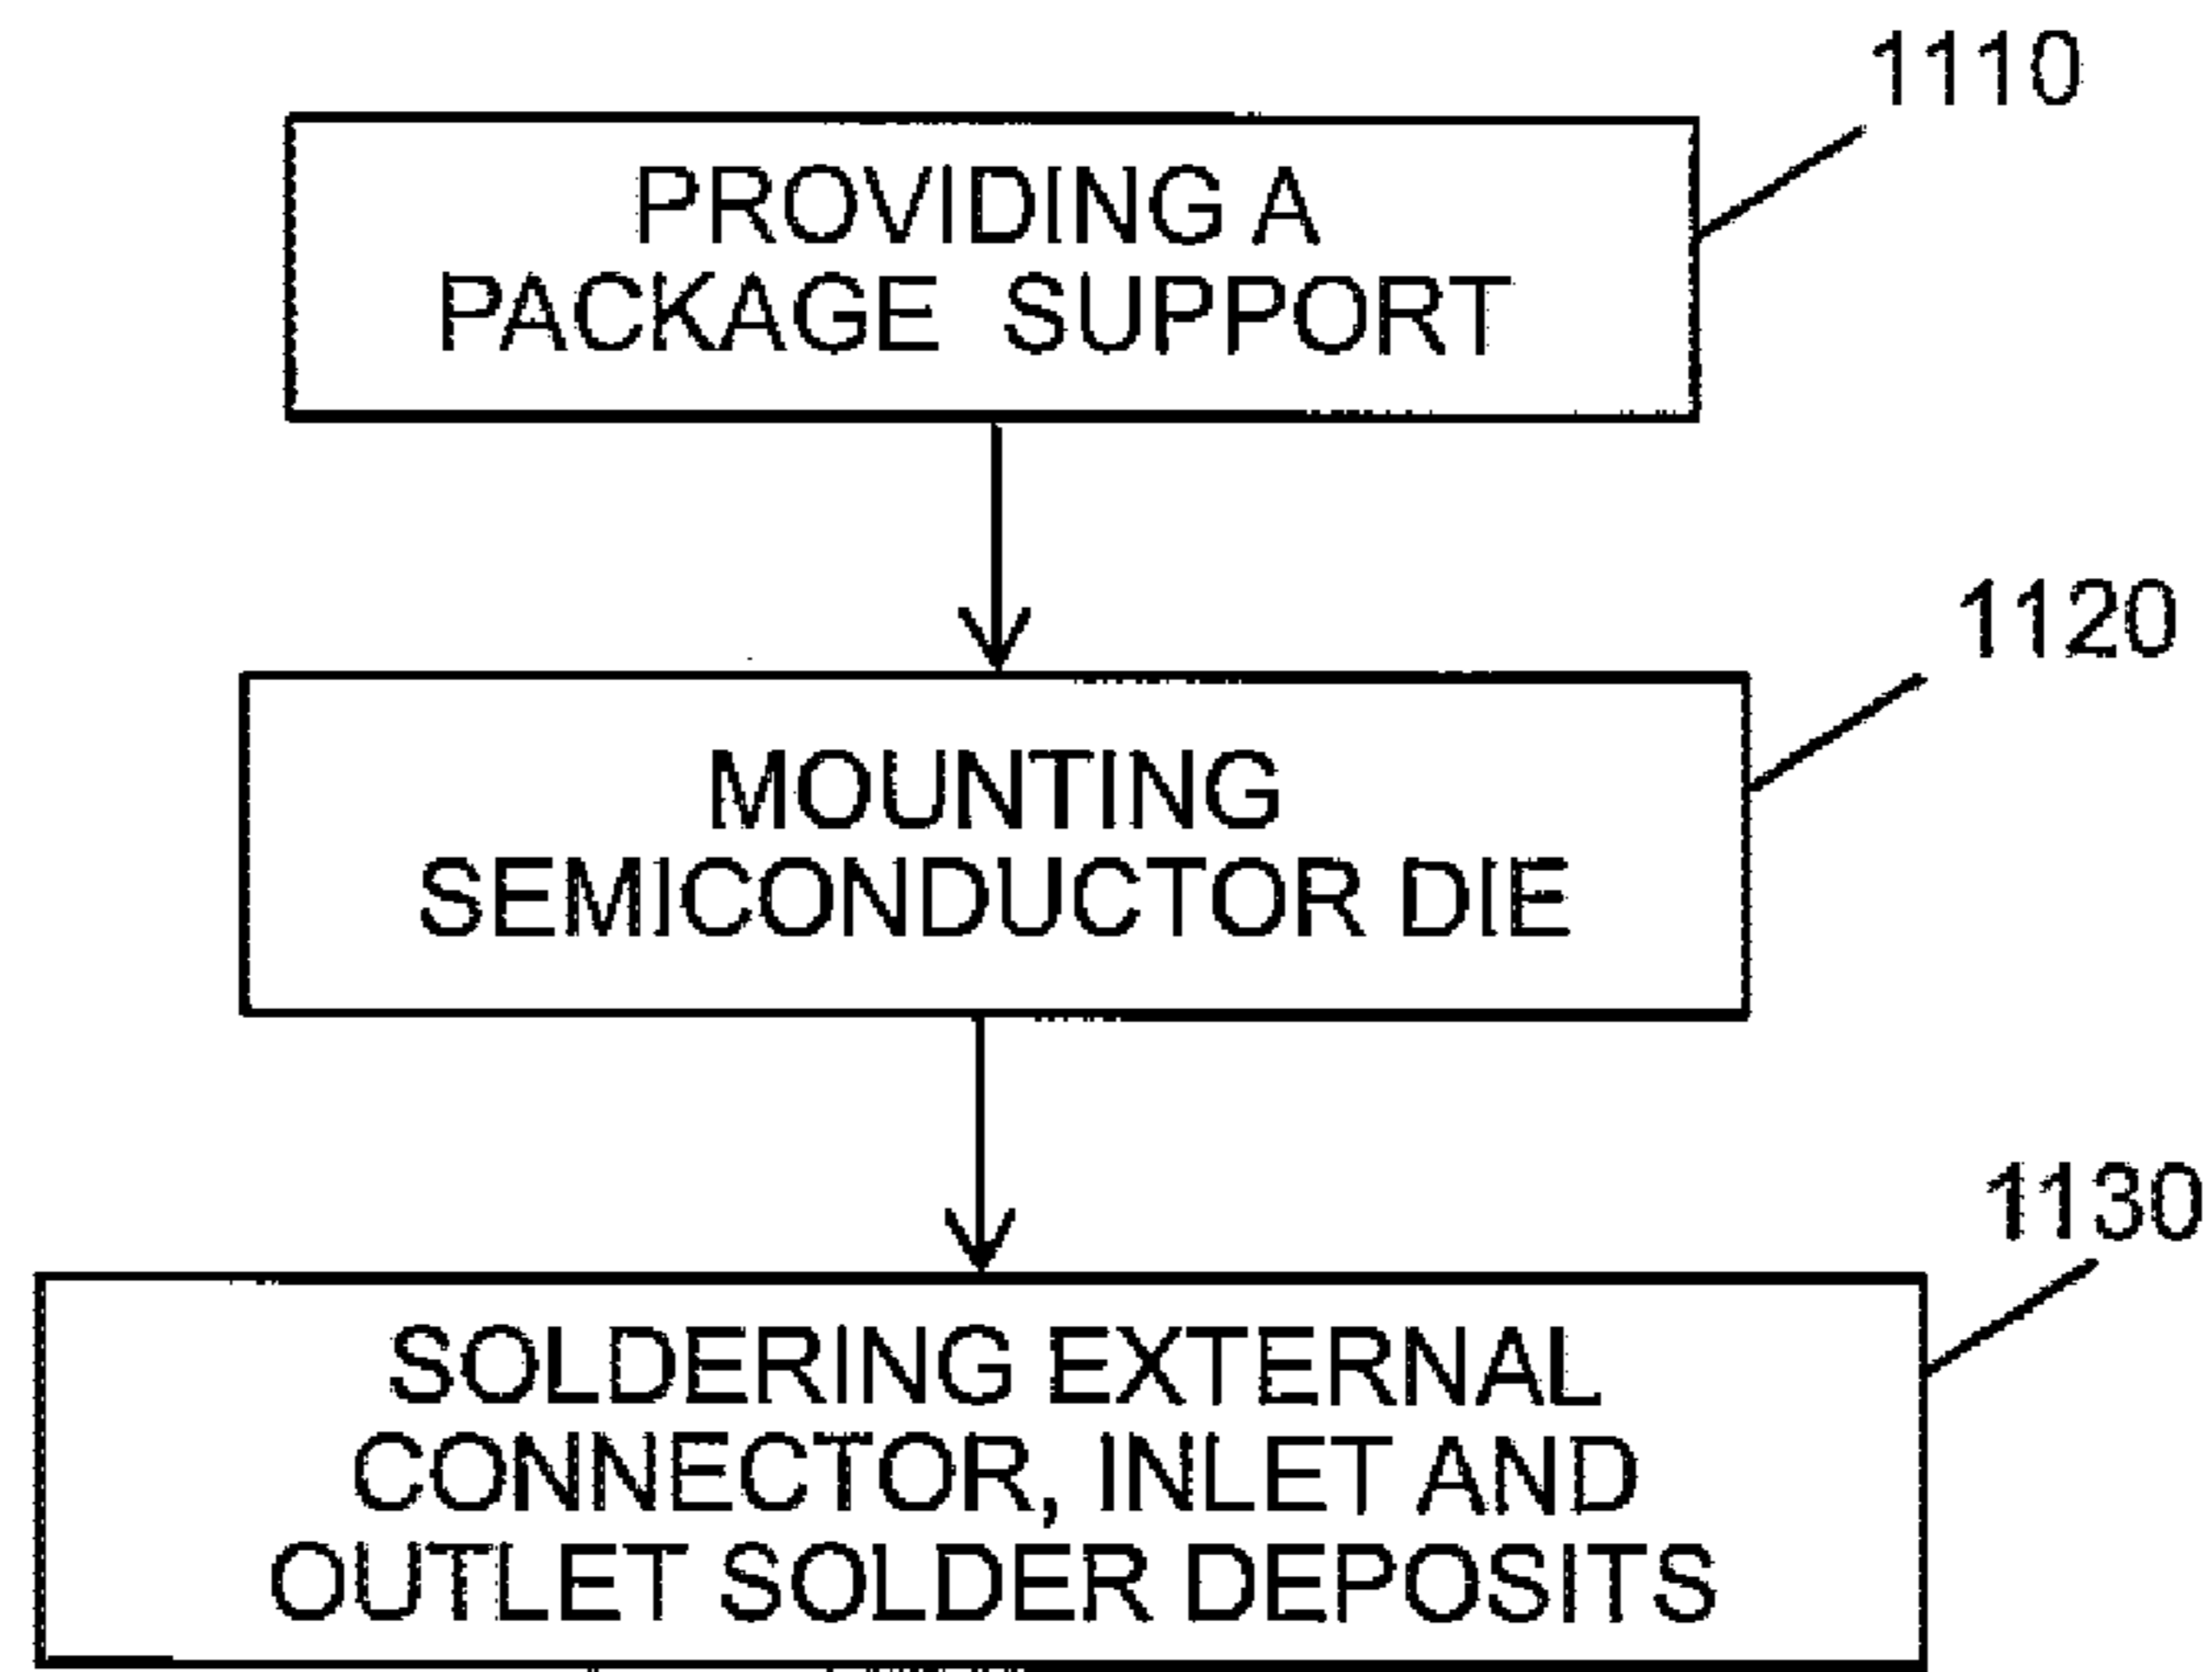 1110
PROVIDING A
PACKAGE SUPPORT
1120
MOUNTING
SEMICONDUCTOR DIE
1130
SOLDERING EXTERNAL
CONNECTOR, INLET AND
OUTLET SOLDER DEPOSITS